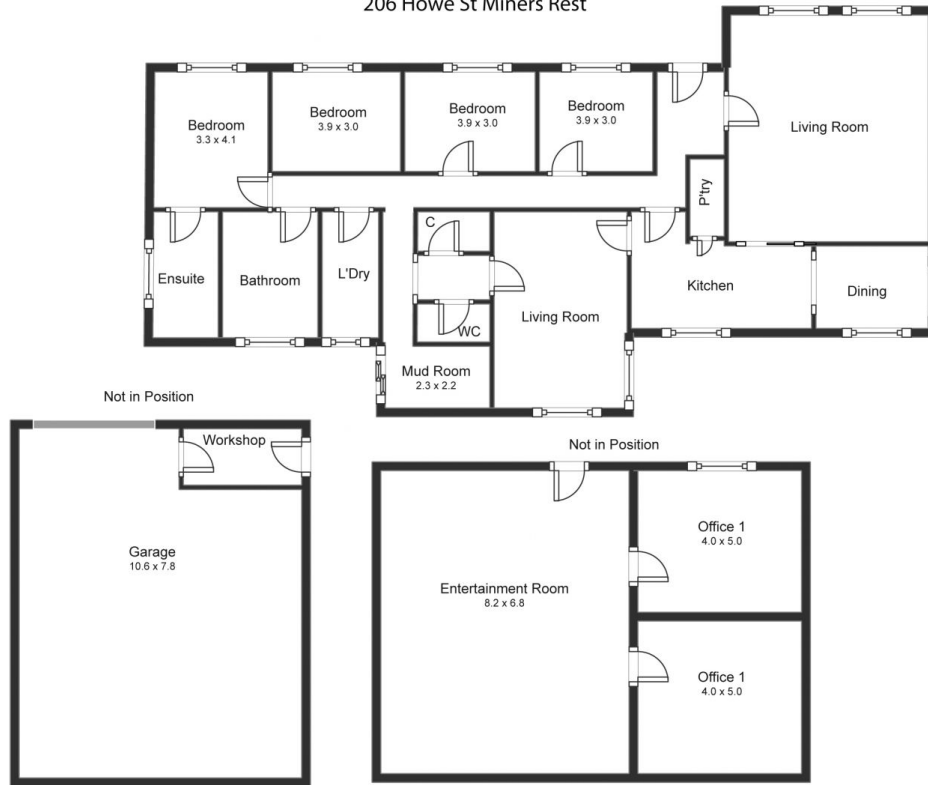 206 Howe St Miners Rest
Bedroom
3.3 x 4.1
Bedroom
3.9 x 3.0
Bedroom
3.9 x 3.0
Bedroom
3.9 x 3.0
Living Room
P'try
C
Ensuite
Bathroom
L'Dry
Living Room
Kitchen
Dining
WC
Mud Room
2.3 x 2.2
Not in Position
Workshop
Garage
10.6 x 7.8
Not in Position
Entertainment Room
8.2 x 6.8
Office 1
4.0 x 5.0
Office 1
4.0 x 5.0